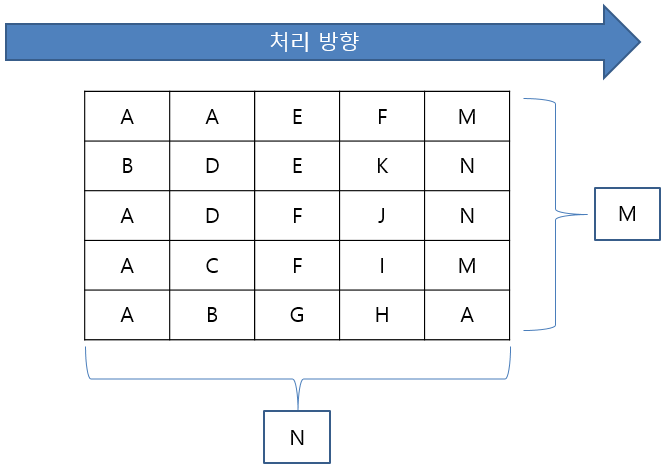 처리 방향
A A E F M
B D E K N
A D F J N
A C F I M
A B G H A
M
N